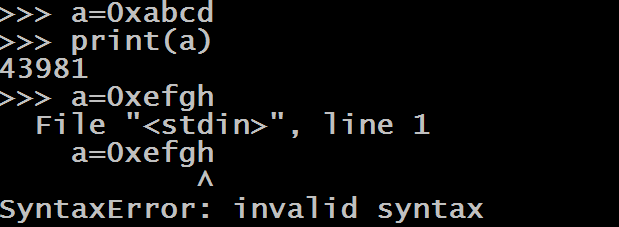 >>> a=0xabcd
>>> print(a)
43981
>>> a=0xefgh
  File "<stdin>", line 1
    a=0xefgh
           ^
SyntaxError: invalid syntax